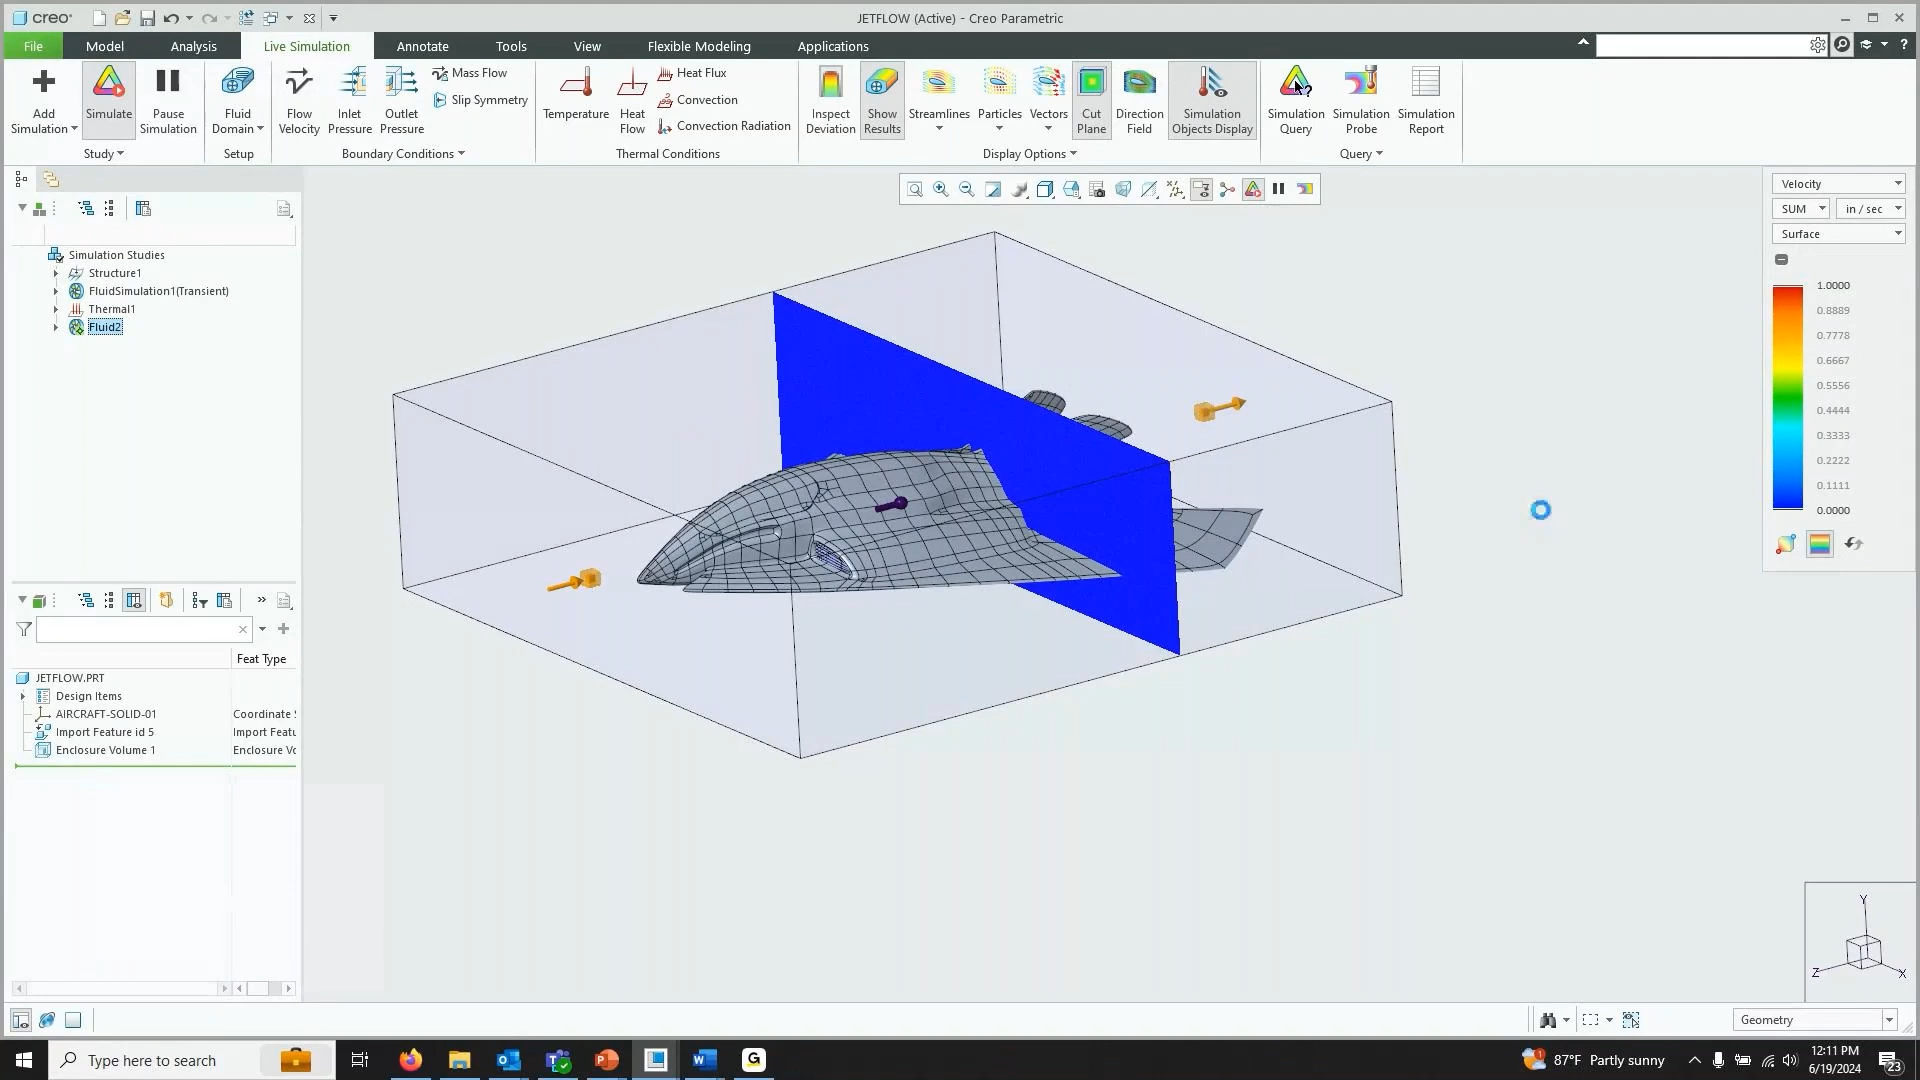 creo JETFLOW (Active) - Creo Parametric
File Model Analysis Live Simulation Annotate Tools View Flexible Modeling Applications
Add Simulation
Simulate
Pause Simulation
Study
Fluid Domain
Setup
Flow Velocity
Inlet Pressure
Outlet Pressure
Mass Flow
Slip Symmetry
Boundary Conditions
Temperature
Heat Flow
Heat Flux
Convection
Convection Radiation
Thermal Conditions
Inspect Deviation
Show Results
Streamlines
Particles
Vectors
Cut Plane
Direction Field
Simulation Objects Display
Display Options
Simulation Query
Simulation Probe
Simulation Report
Query
Simulation Studies
Structure1
FluidSimulation1(Transient)
Thermal1
Fluid2
Feat Type
JETFLOW.PRT
Design Items
AIRCRAFT-SOLID-01 Coordinate
Import Feature id 5 Import Featu
Enclosure Volume 1 Enclosure Vo
Velocity
SUM in / sec
Surface
1.0000
0.8889
0.7778
0.6667
0.5556
0.4444
0.3333
0.2222
0.1111
0.0000
Y
Z X
Geometry
Type here to search
G
87°F Partly sunny
12:11 PM
6/19/2024
23